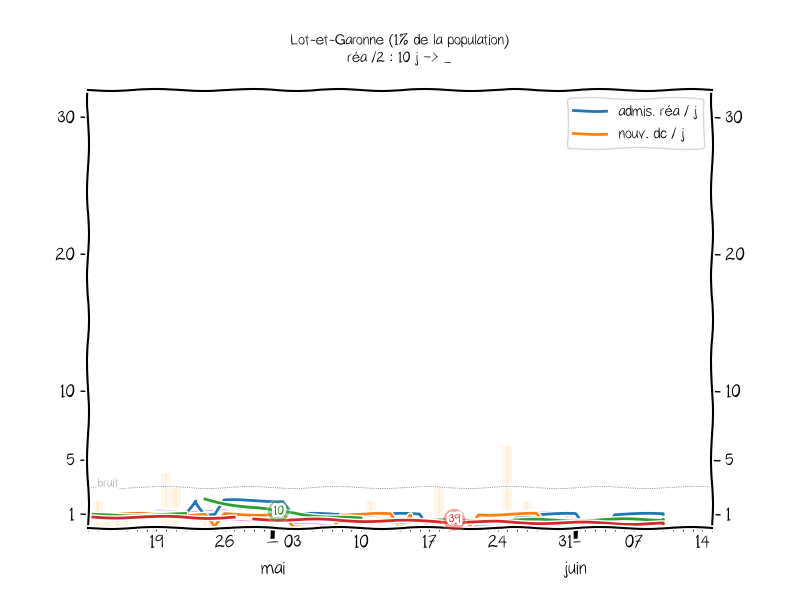 Lot-et-Garonne (1% de la population)
réa /2 : 10 j -> _
admis. réa / j
nouv. dc / j
30
30
20
20
10
10
5
5
bruit
10
39
1
1
19 26 03 10 17 24 31 07 14
mai juin